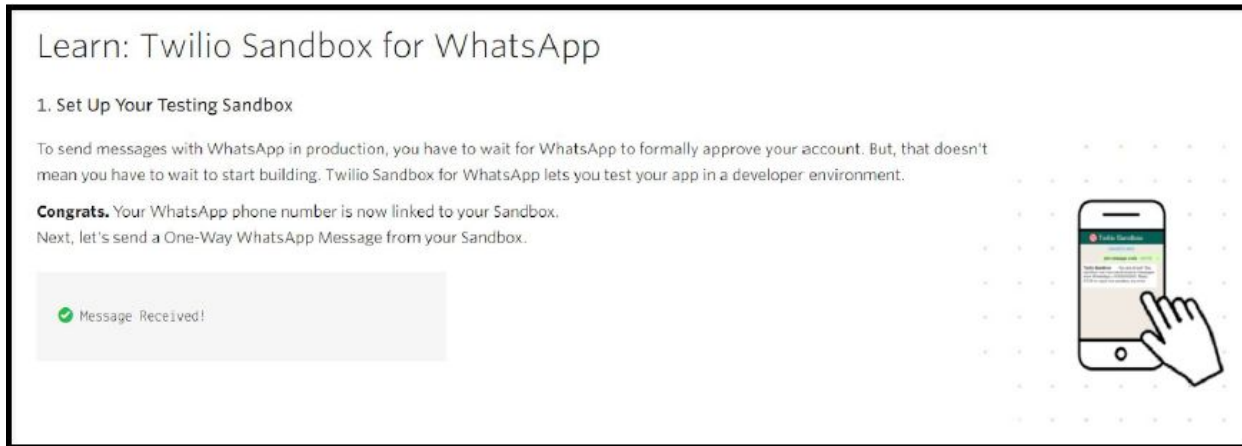 Learn: Twilio Sandbox for WhatsApp
1. Set Up Your Testing Sandbox
To send messages with WhatsApp in production, you have to wait for WhatsApp to formally approve your account. But, that doesn't
mean you have to wait to start building. Twilio Sandbox for WhatsApp lets you test your app in a developer environment.
Congrats. Your WhatsApp phone number is now linked to your Sandbox.
Next, let's send a One-Way WhatsApp Message from your Sandbox.
Message Received!
Twilio Sandbox